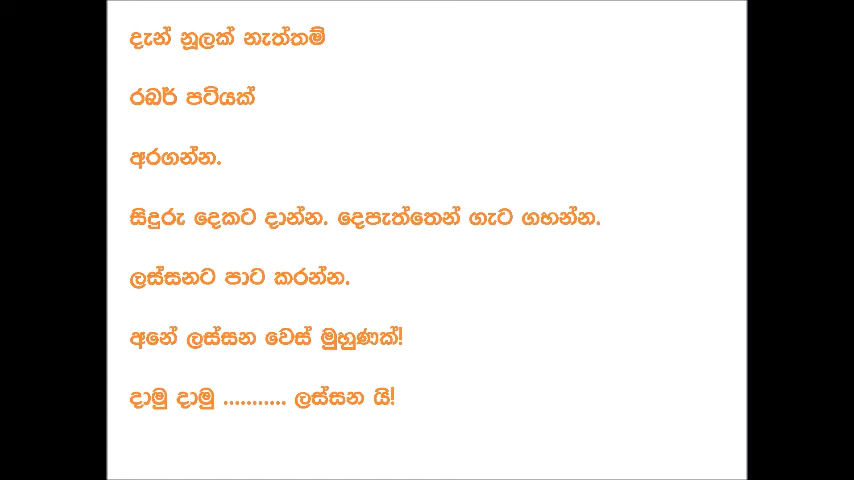 දැන් නූලක් නැත්තම්
රබර් පටියක්
අරගන්න.
සිදුරු දෙකට දාන්න. දෙපැත්තෙන් ගැට ගහන්න.
ලස්සනට පාට කරන්න.
අනේ ලස්සන වෙස් මුහුණක්!
දාමු දාමු ........... ලස්සන යි!